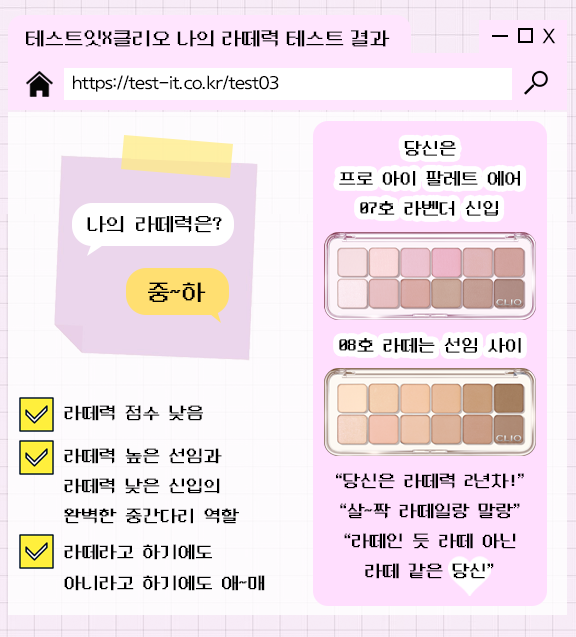 테스트잇X클리오 나의 라떼력 테스트 결과
X
https://test-it.co.kr/test03
나의 라떼력은?
중~하
라떼력 점수 낮음
라떼력 높은 선임과
라떼력 낮은 신입의
완벽한 중간다리 역할
라떼라고 하기에도
아니라고 하기에도 애~매
당신은
프로 아이 팔레트 에어
07호 라벤더 신입
CLIO
08호 라떼는 선임 사이
CLIO
“당신은 라떼력 2년차!”
“살~짝 라떼일랑 말랑”
“라떼인 듯 라떼 아닌
라떼 같은 당신”